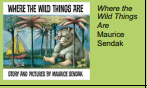 WHERE THE WILD THINGS ARE
STORY AND PICTURES BY MAURICE SENDAK
Where the
Wild Things
Are
Maurice
Sendak